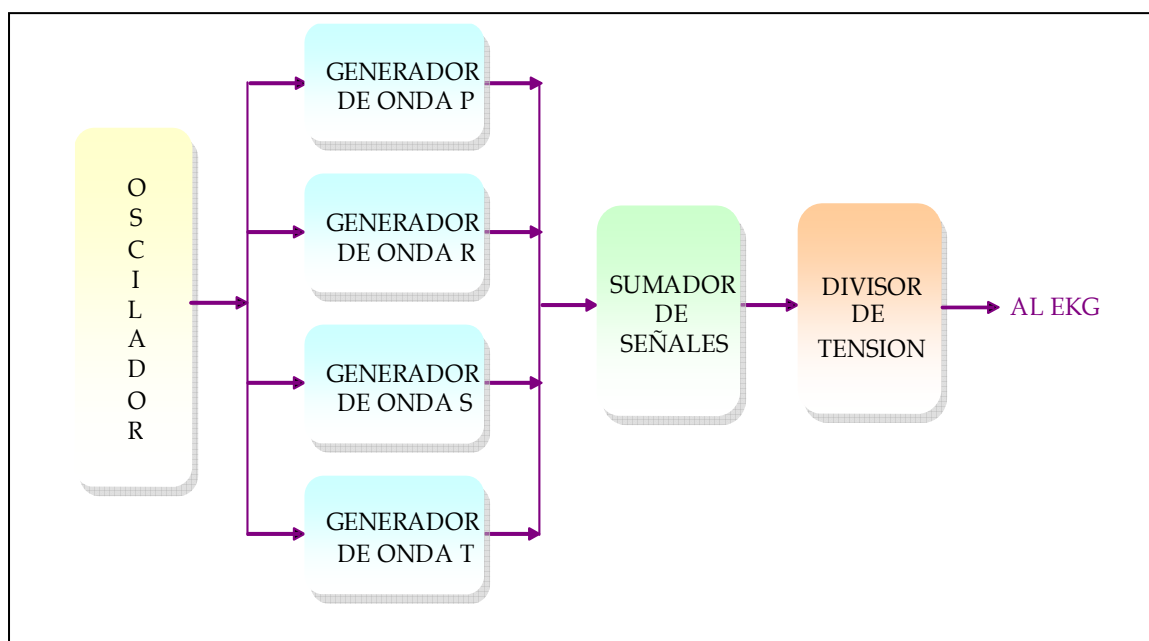 O
S
C
I
L
A
D
O
R
GENERADOR
DE ONDA P
GENERADOR
DE ONDA R
GENERADOR
DE ONDA S
GENERADOR
DE ONDA T
SUMADOR
DE
SEÑALES
DIVISOR
DE
TENSION
AL EKG